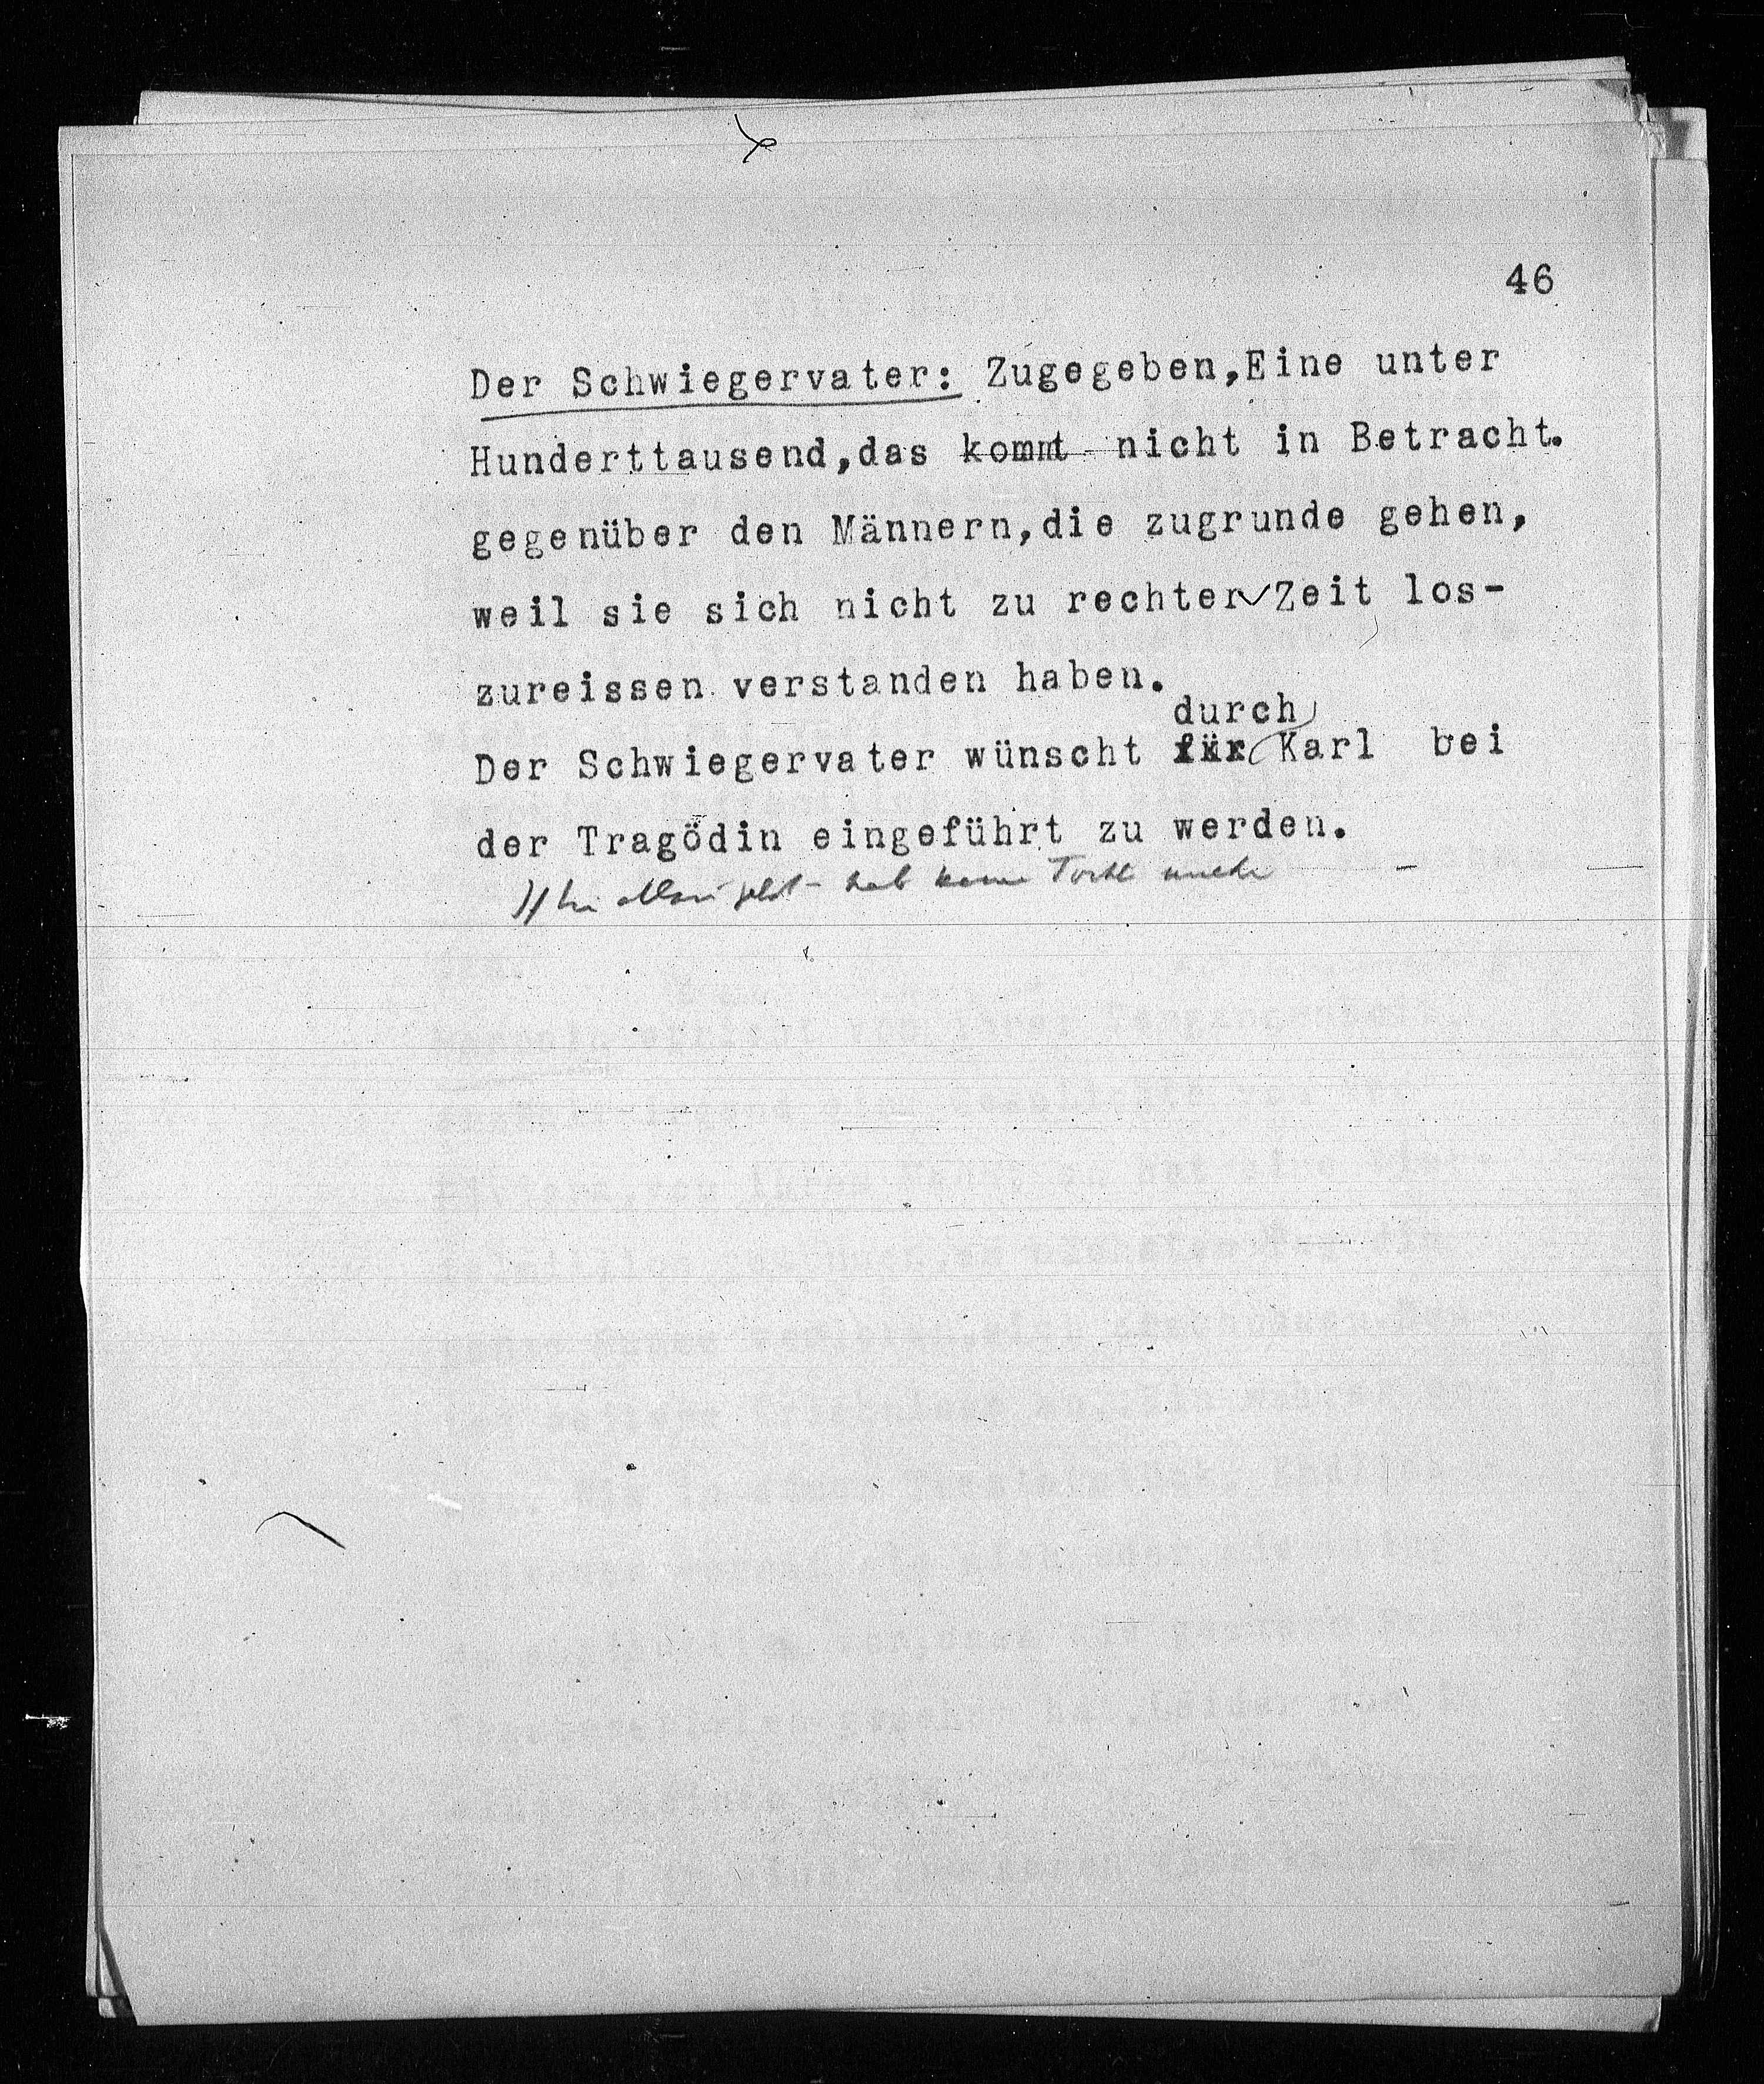 46
Der Schwiegervater: Zugegeben,Eine unter
Hunderttausend,das kommt nicht in Betracht.
gegenüber den Männern,die zugrunde gehen,
weil sie sich nicht zu rechter Zeit los-
zureissen verstanden haben.
durch
Der Schwiegervater wünscht für Karl bei
der Tragödin eingeführt zu werden.
hab keine